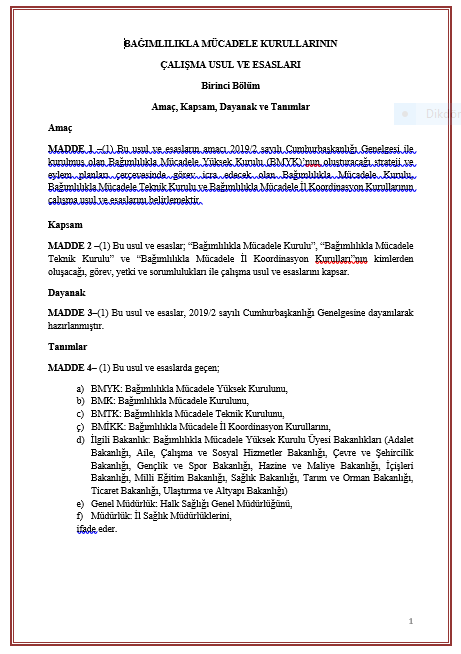 BAĞIMLILIKLA MÜCADELE KURULLARININ
ÇALIŞMA USUL VE ESASLARI
Birinci Bölüm
Amaç, Kapsam, Dayanak ve Tanımlar
Amaç
MADDE 1 –(1) Bu usul ve esasların amacı 2019/2 sayılı Cumhurbaşkanlığı Genelgesi ile
kurulmuş olan Bağımlılıkla Mücadele Yüksek Kurulu (BMYK)’nun oluşturacağı strateji ve
eylem planları çerçevesinde görev icra edecek olan Bağımlılıkla Mücadele Kurulu,
Bağımlılıkla Mücadele Teknik Kurulu ve Bağımlılıkla Mücadele İl Koordinasyon Kurullarının
çalışma usul ve esaslarını belirlemektir.
Kapsam
MADDE 2 –(1) Bu usul ve esaslar; “Bağımlılıkla Mücadele Kurulu”, “Bağımlılıkla Mücadele
Teknik Kurulu” ve “Bağımlılıkla Mücadele İl Koordinasyon Kurulları”nın kimlerden
oluşacağı, görev, yetki ve sorumlulukları ile çalışma usul ve esaslarını kapsar.
Dayanak
MADDE 3–(1) Bu usul ve esaslar, 2019/2 sayılı Cumhurbaşkanlığı Genelgesine dayanılarak
hazırlanmıştır.
Tanımlar
MADDE 4– (1) Bu usul ve esaslarda geçen;
a) BMYK: Bağımlılıkla Mücadele Yüksek Kurulunu,
b) BMK: Bağımlılıkla Mücadele Kurulunu,
c) BMTK: Bağımlılıkla Mücadele Teknik Kurulunu,
ç) BMİKK: Bağımlılıkla Mücadele İl Koordinasyon Kurullarını,
d) İlgili Bakanlık: Bağımlılıkla Mücadele Yüksek Kurulu Üyesi Bakanlıkları (Adalet
Bakanlığı, Aile, Çalışma ve Sosyal Hizmetler Bakanlığı, Çevre ve Şehircilik
Bakanlığı, Gençlik ve Spor Bakanlığı, Hazine ve Maliye Bakanlığı, İçişleri
Bakanlığı, Milli Eğitim Bakanlığı, Sağlık Bakanlığı, Tarım ve Orman Bakanlığı,
Ticaret Bakanlığı, Ulaştırma ve Altyapı Bakanlığı)
e) Genel Müdürlük: Halk Sağlığı Genel Müdürlüğünü,
f) Müdürlük: İl Sağlık Müdürlüklerini,
ifade eder.
1